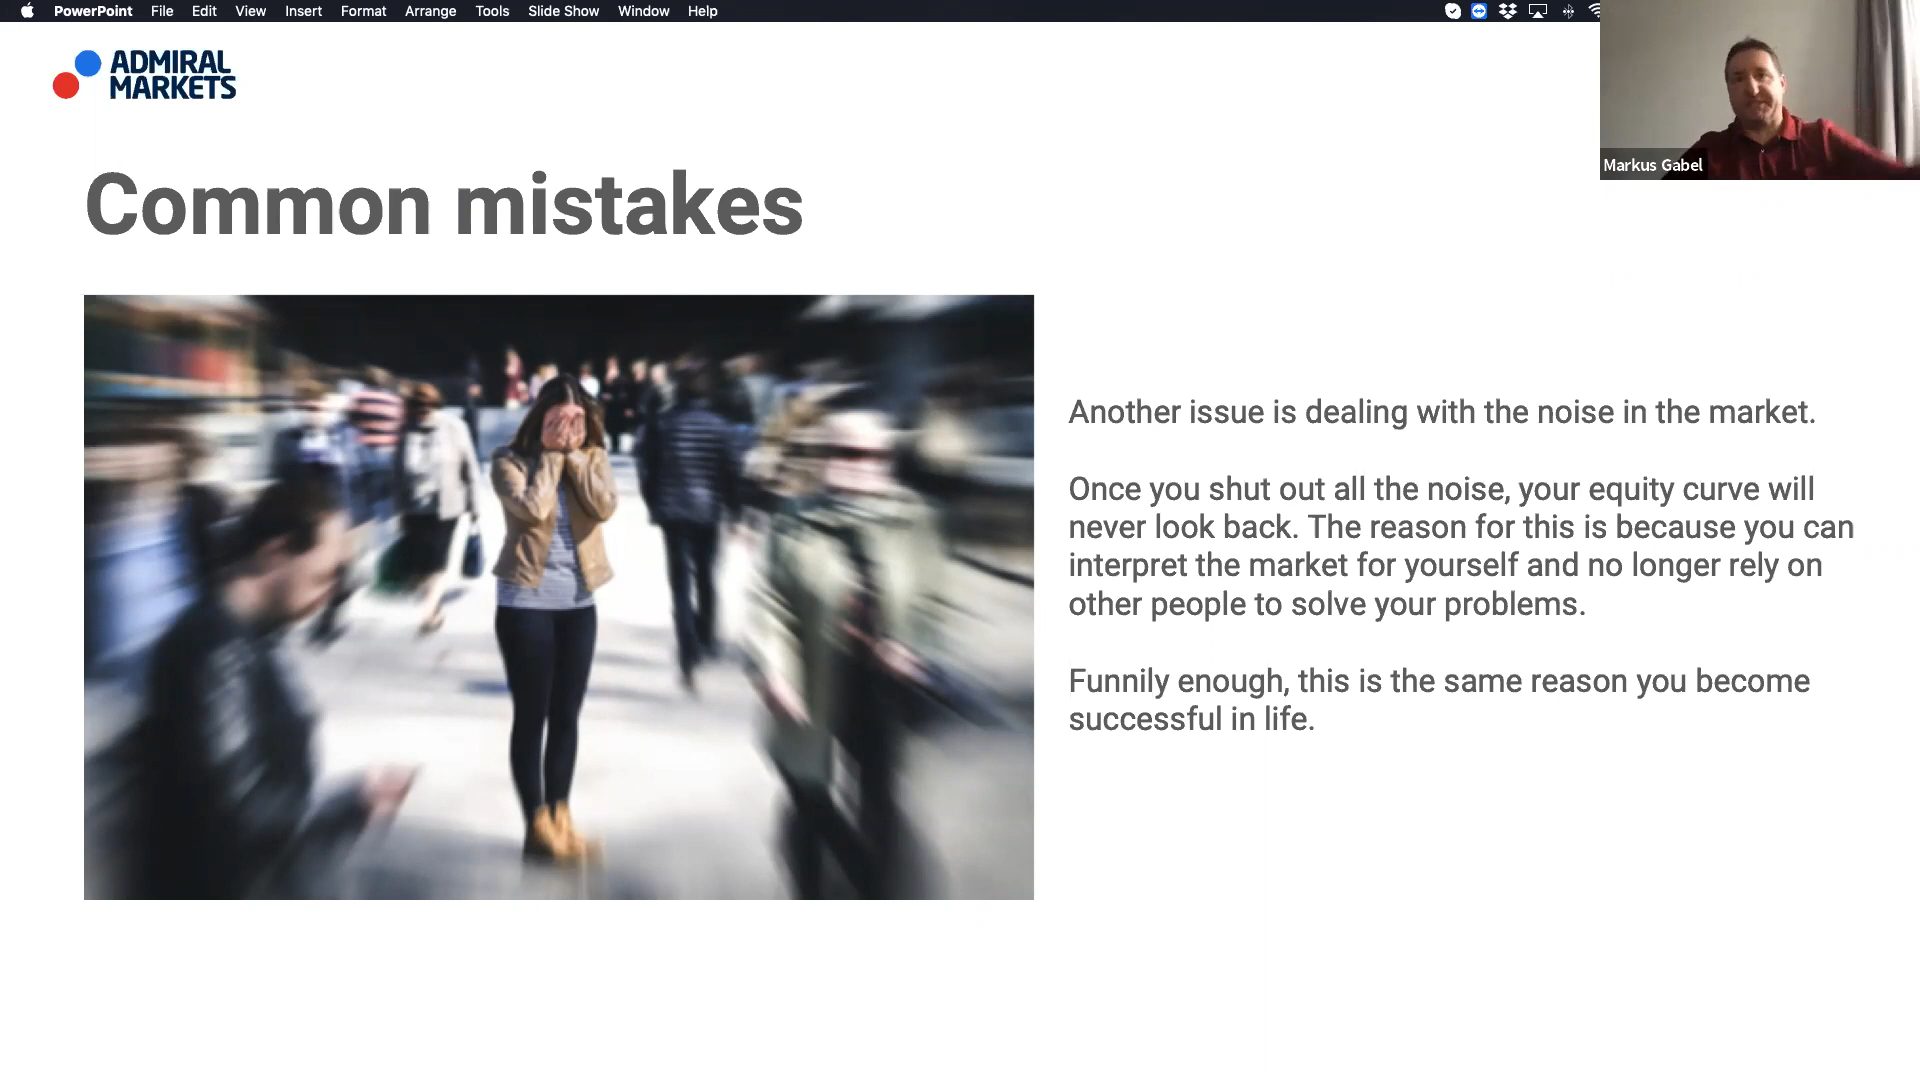 PowerPoint File Edit View Insert Format Arrange Tools Slide Show Window Help
ADMIRAL
MARKETS
Markus Gabel
Common mistakes
Another issue is dealing with the noise in the market.
Once you shut out all the noise, your equity curve will
never look back. The reason for this is because you can
interpret the market for yourself and no longer rely on
other people to solve your problems.
Funnily enough, this is the same reason you become
successful in life.